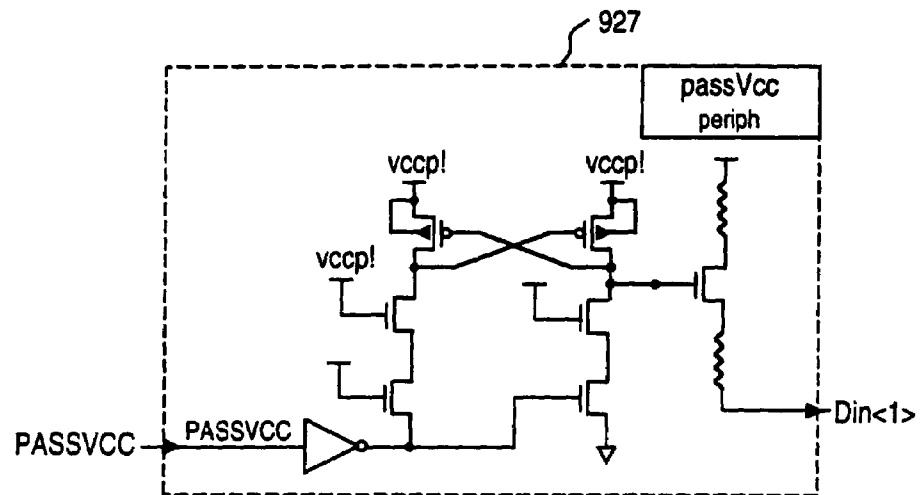 927
passVcc
periph
vccp!
vccp!
vccp!
PASSVCC
PASSVCC
Din<1>